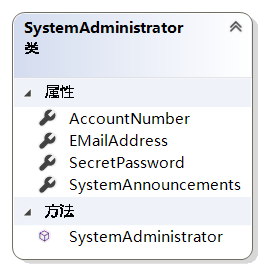 SystemAdministrator
类
属性
AccountNumber
EMailAddress
SecretPassword
SystemAnnouncements
方法
SystemAdministrator